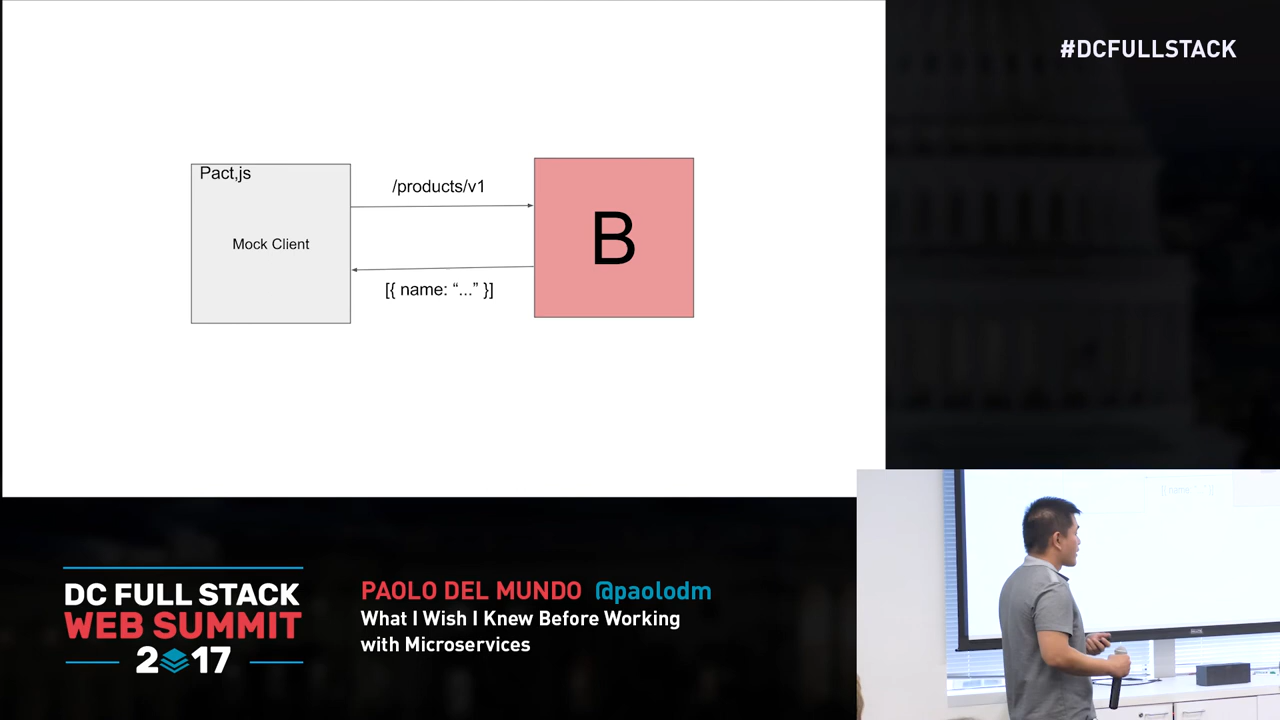 #DCFULLSTACK
Pact,js
/products/v1
Mock Client
B
[{ name: “...” }]
[{ name: "..." }]
DC FULL STACK
WEB SUMMIT
2017
PAOLO DEL MUNDO @paolodm
What I Wish I Knew Before Working
with Microservices